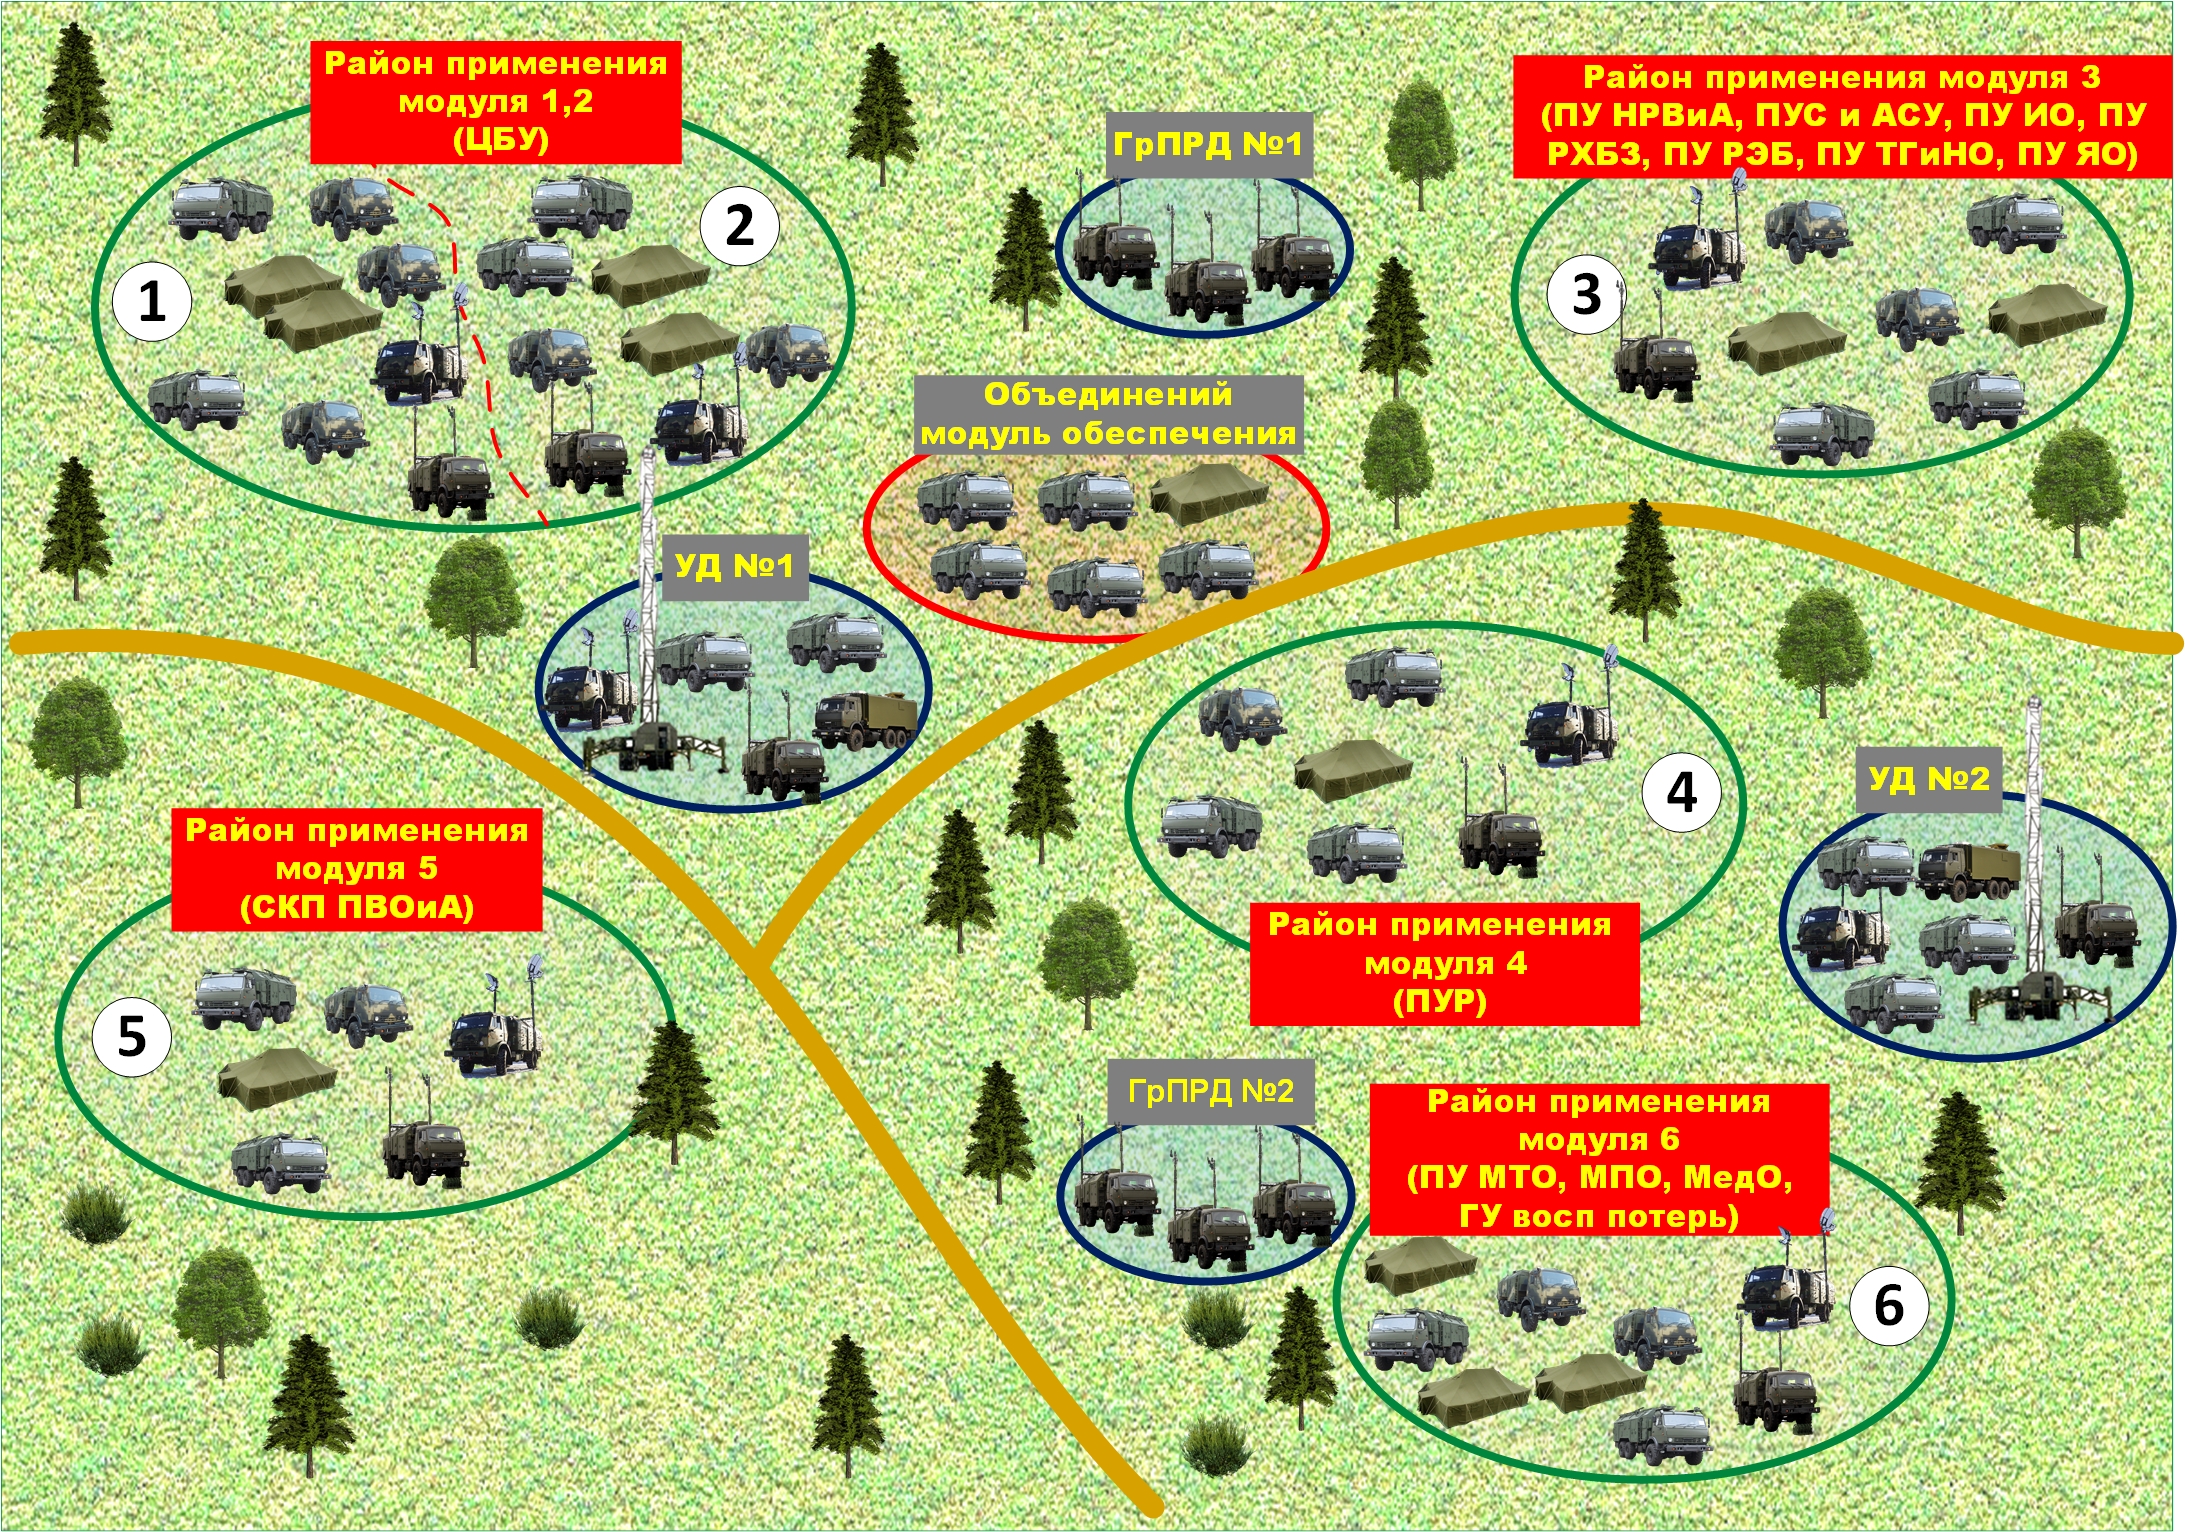 Район применения
модуля 1,2
(ЦБУ)
1
2
ГрПРД №1
Район применения модуля 3
(ПУ НРВиА, ПУС и АСУ, ПУ ИО, ПУ
РХБЗ, ПУ РЭБ, ПУ ТГиНО, ПУ ЯО)
3
Объединений
модуль обеспечения
УД №1
4
Район применения
модуля 4
(ПУР)
УД №2
Район применения
модуля 5
(СКП ПВОиА)
5
ГрПРД №2
Район применения
модуля 6
(ПУ МТО, МПО, МедО,
ГУ восп потерь)
6